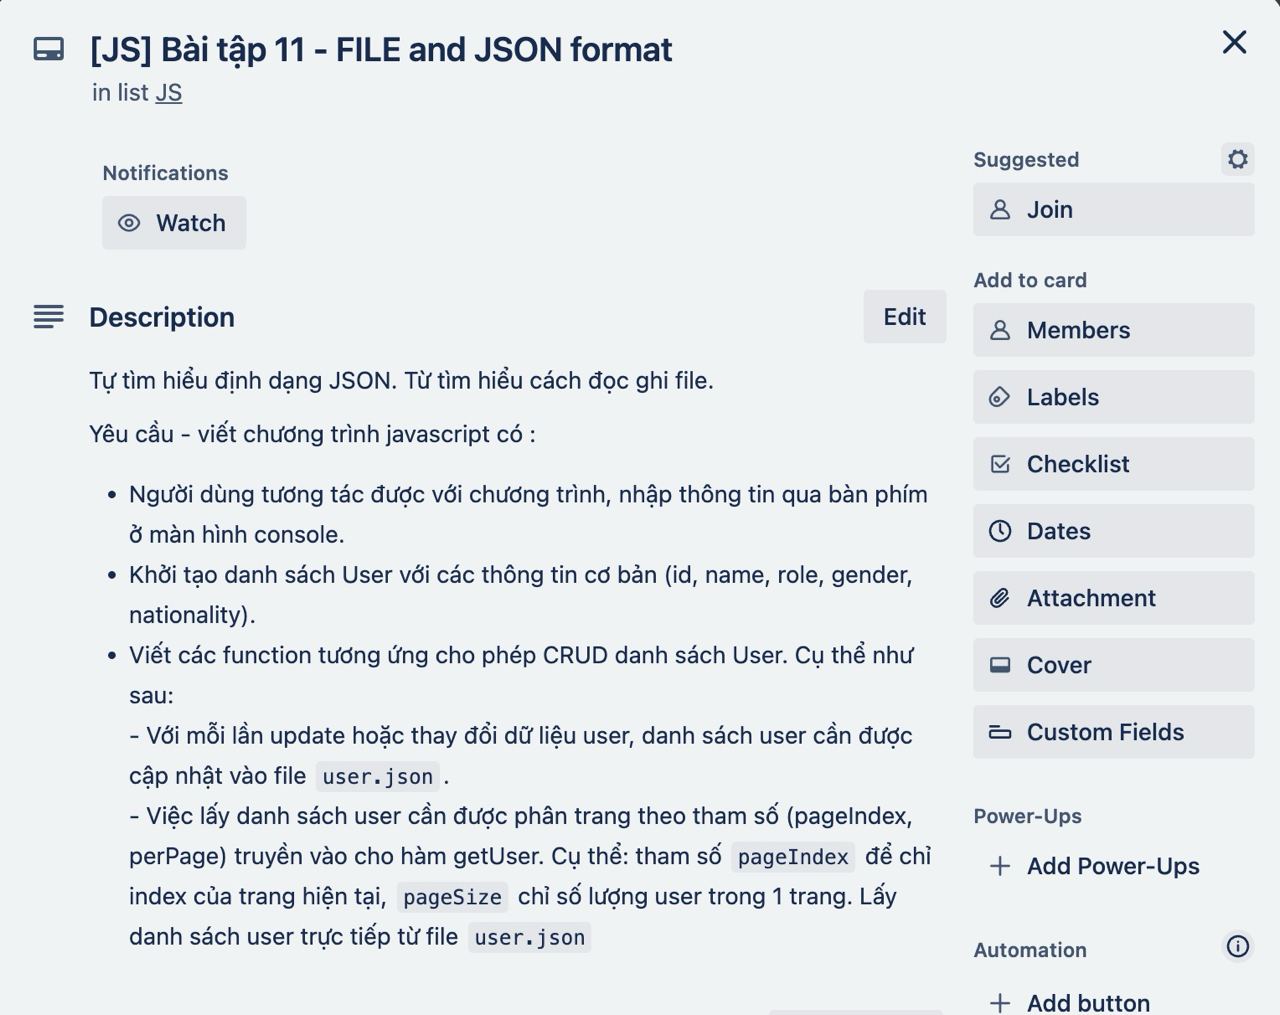 [JS] Bài tập 11 - FILE and JSON format
in list JS
Notifications
Watch
Description
Edit
Tự tìm hiểu định dạng JSON. Từ tìm hiểu cách đọc ghi file.
Yêu cầu - viết chương trình javascript có :
• Người dùng tương tác được với chương trình, nhập thông tin qua bàn phím
ở màn hình console.
• Khởi tạo danh sách User với các thông tin cơ bản (id, name, role, gender,
nationality).
• Viết các function tương ứng cho phép CRUD danh sách User. Cụ thể như
sau:
- Với mỗi lần update hoặc thay đổi dữ liệu user, danh sách user cần được
cập nhật vào file user.json .
- Việc lấy danh sách user cần được phân trang theo tham số (pageIndex,
perPage) truyền vào cho hàm getUser. Cụ thể: tham số pageIndex để chỉ
index của trang hiện tại, pageSize chỉ số lượng user trong 1 trang. Lấy
danh sách user trực tiếp từ file user.json
Suggested
Join
Add to card
Members
Labels
Checklist
Dates
Attachment
Cover
Custom Fields
Power-Ups
Add Power-Ups
Automation
Add button